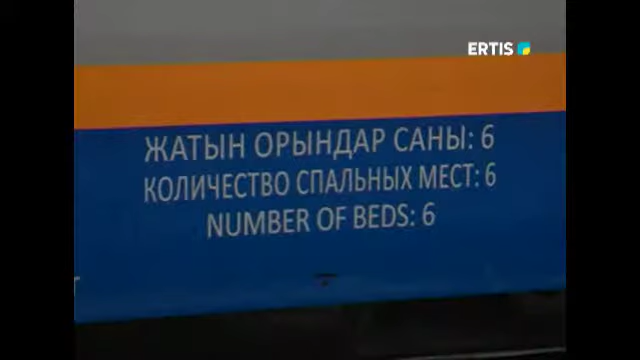 ERTIS
ЖАТЫН ОРЫНДАР САНЫ: 6
КОЛИЧЕСТВО СПАЛЬНЫХ МЕСТ: 6
NUMBER OF BEDS: 6